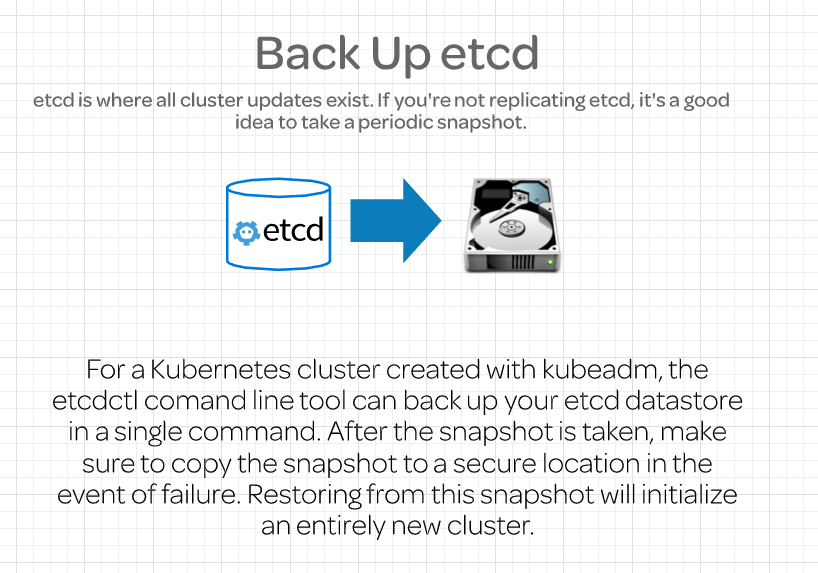 Back Up etcd
etcd is where all cluster updates exist. If you're not replicating etcd, it's a good
idea to take a periodic snapshot.
etcd
For a Kubernetes cluster created with kubeadm, the
etcdctl comand line tool can back up your etcd datastore
in a single command. After the snapshot is taken, make
sure to copy the snapshot to a secure location in the
event of failure. Restoring from this snapshot will initialize
an entirely new cluster.